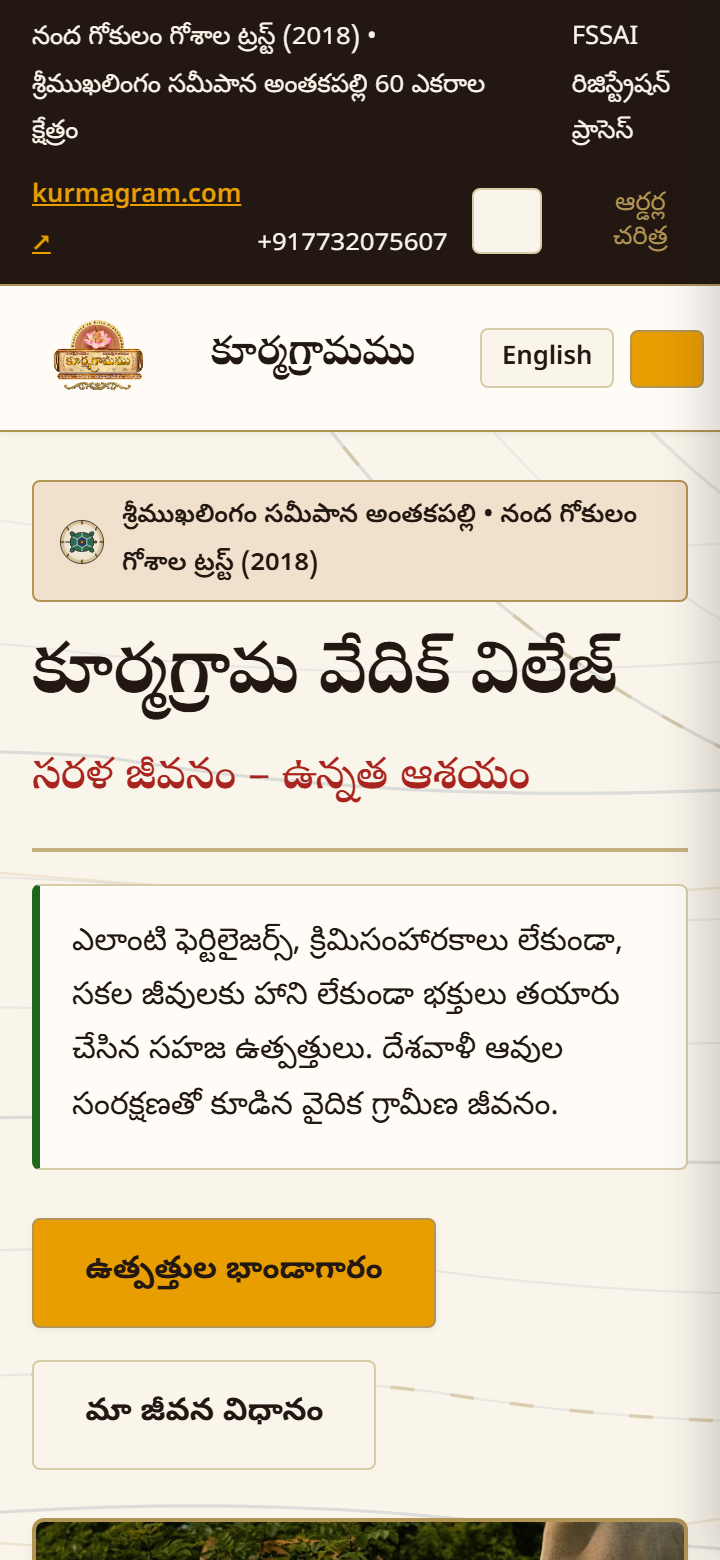 నంద గోకులం గోశాల ట్రస్ట్ (2018) •
శ్రీముఖలింగం సమీపాన అంతకపల్లి 60 ఎకరాల
క్షేత్రం
FSSAI
రిజిస్ట్రేషన్
ప్రాసెస్
kurmagram.com
↗
+917732075607
ఆర్డర్ల
చరిత్ర
కూర్మగ్రామము
కూర్మగ్రామము
English
శ్రీముఖలింగం సమీపాన అంతకపల్లి • నంద గోకులం
గోశాల ట్రస్ట్ (2018)
కూర్మగ్రామ వేదిక్ విలేజ్
సరళ జీవనం – ఉన్నత ఆశయం
ఎలాంటి ఫెర్టిలైజర్స్, క్రిమిసంహారకాలు లేకుండా,
సకల జీవులకు హాని లేకుండా భక్తులు తయారు
చేసిన సహజ ఉత్పత్తులు. దేశవాళీ ఆవుల
సంరక్షణతో కూడిన వైదిక గ్రామీణ జీవనం.
ఉత్పత్తుల భాండాగారం
మా జీవన విధానం